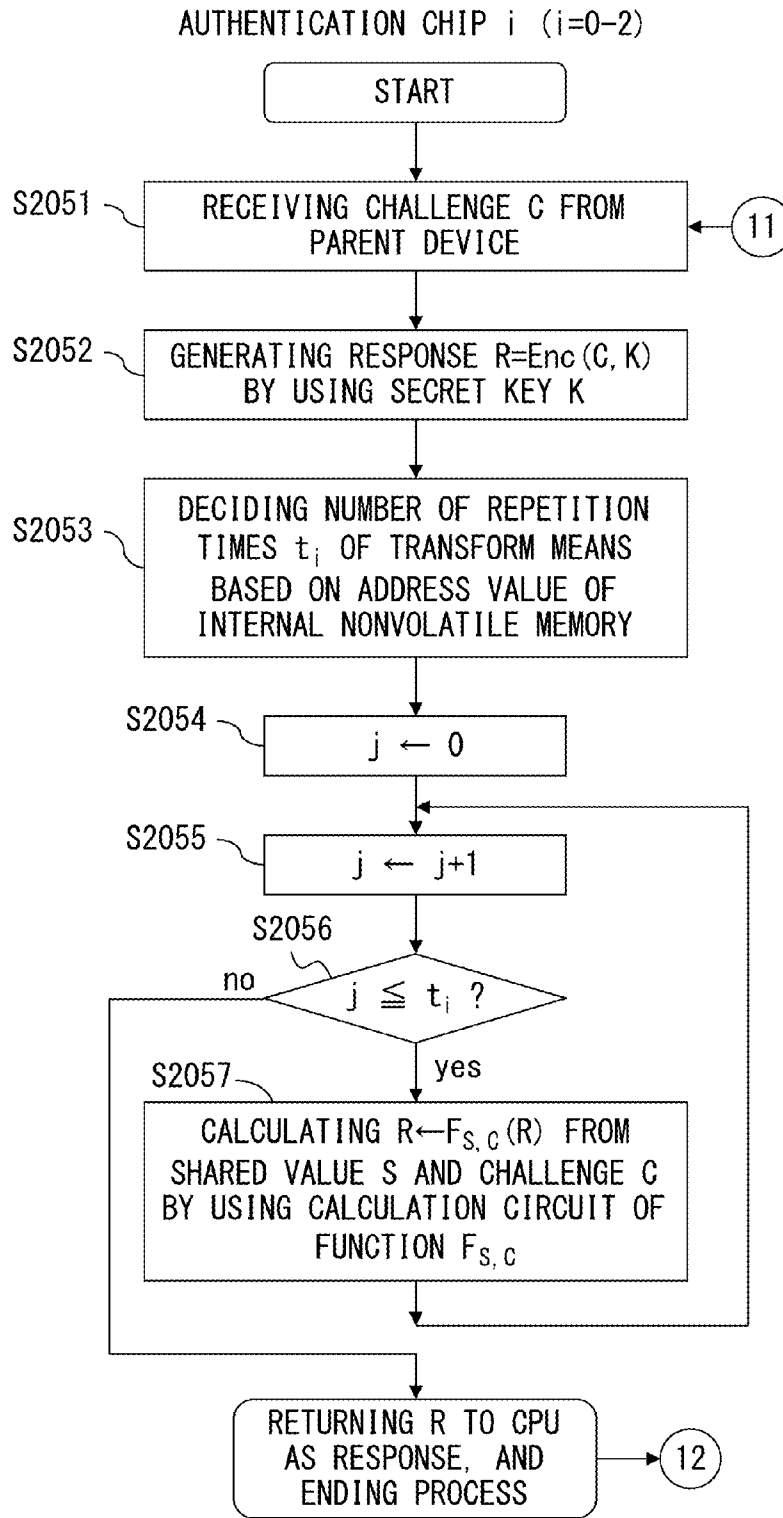 AUTHENTICATION CHIP i (i=0-2)
START
S2051
RECEIVING CHALLENGE C FROM
PARENT DEVICE
11
S2052
GENERATING RESPONSE R=Enc(C,K)
BY USING SECRET KEY K
S2053
DECIDING NUMBER OF REPETITION
TIMES tᵢ OF TRANSFORM MEANS
BASED ON ADDRESS VALUE OF
INTERNAL NONVOLATILE MEMORY
S2054
j ← 0
S2055
j ← j+1
S2056
no
j ≦ tᵢ ?
yes
S2057
CALCULATING R←F_{S,C}(R) FROM
SHARED VALUE S AND CHALLENGE C
BY USING CALCULATION CIRCUIT OF
FUNCTION F_{S,C}
RETURNING R TO CPU
AS RESPONSE, AND
ENDING PROCESS
12